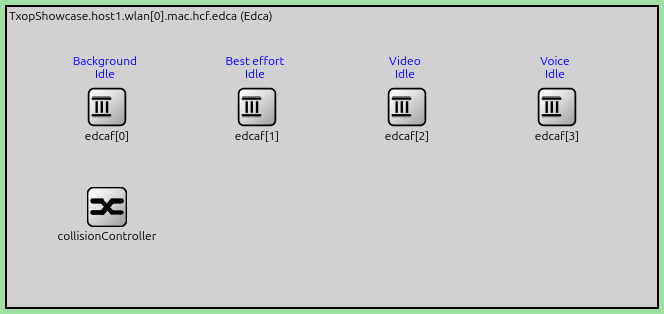 TxopShowcase.host1.wlan[0].mac.hcf.edca (Edca)
Background
Idle
Best effort
Idle
Video
Idle
Voice
Idle
edcaf[0]
edcaf[1]
edcaf[2]
edcaf[3]
collisionController